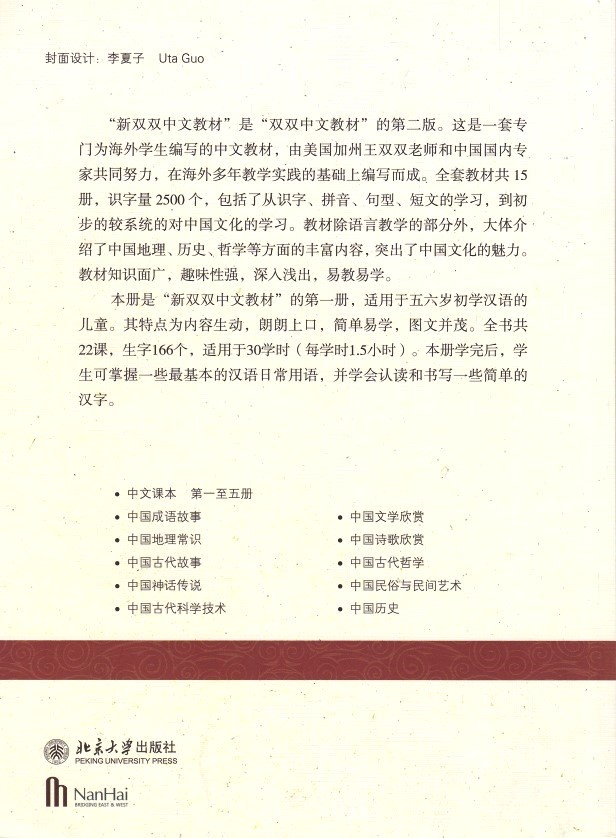 封面设计：李夏子 Uta Guo
“新双双中文教材”是“双双中文教材”的第二版。这是一套专
门为海外学生编写的中文教材，由美国加州王双双老师和中国国内专
家共同努力，在海外多年教学实践的基础上编写而成。全套教材共 15
册，识字量 2500 个，包括了从识字、拼音、句型、短文的学习，到初
步的较系统的对中国文化的学习。教材除语言教学的部分外，大体介
绍了中国地理、历史、哲学等方面的丰富内容，突出了中国文化的魅力。
教材知识面广，趣味性强，深入浅出，易教易学。
本册是“新双双中文教材”的第一册，适用于五六岁初学汉语的
儿童。其特点为内容生动，朗朗上口，简单易学，图文并茂。全书共
22课，生字166个，适用于30学时（每学时1.5小时）。本册学完后，学
生可掌握一些最基本的汉语日常用语，并学会认读和书写一些简单的
汉字。
• 中文课本 第一至五册
• 中国成语故事
• 中国地理常识
• 中国古代故事
• 中国神话传说
• 中国古代科学技术
• 中国文学欣赏
• 中国诗歌欣赏
• 中国古代哲学
• 中国民俗与民间艺术
• 中国历史
北京大学出版社
PEKING UNIVERSITY PRESS
NanHai
BRIDGING EAST & WEST